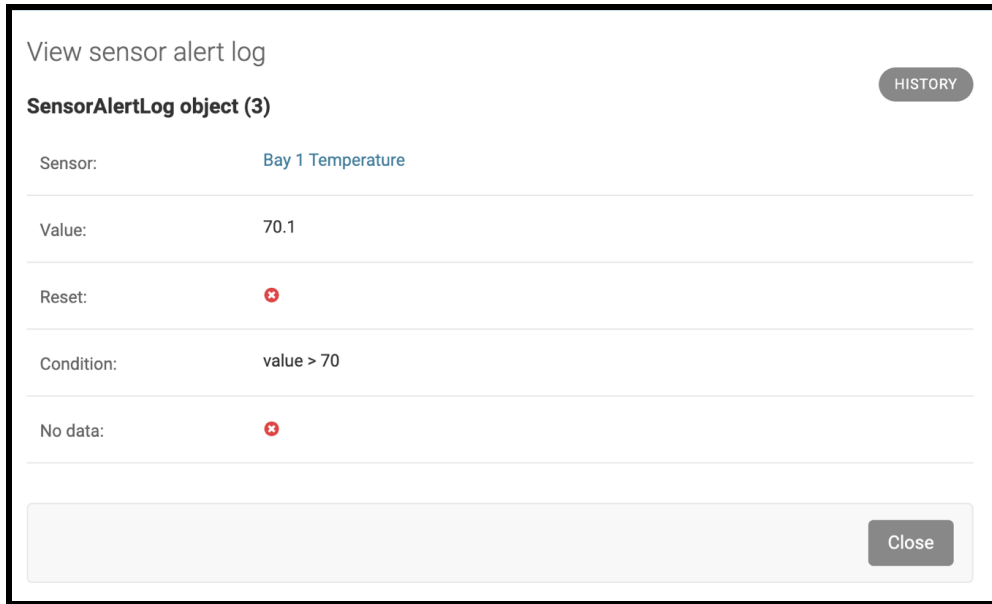 View sensor alert log
HISTORY
SensorAlertLog object (3)
Sensor: Bay 1 Temperature
Value: 70.1
Reset:
Condition: value > 70
No data:
Close